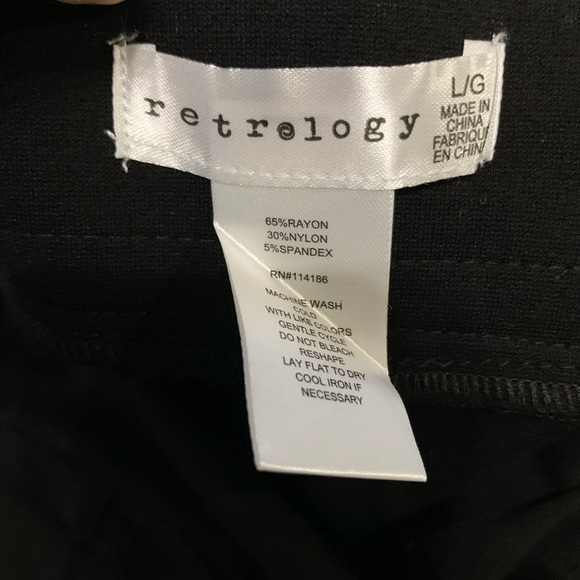 retrology
L/G
MADE IN
CHINA
FABRIQUÉ
EN CHINE
65%RAYON
30%NYLON
5%SPANDEX
RN#114186
MACHINE WASH
COLD
WITH LIKE COLORS
GENTLE CYCLE
DO NOT BLEACH
RESHAPE
LAY FLAT TO DRY
COOL IRON IF
NECESSARY